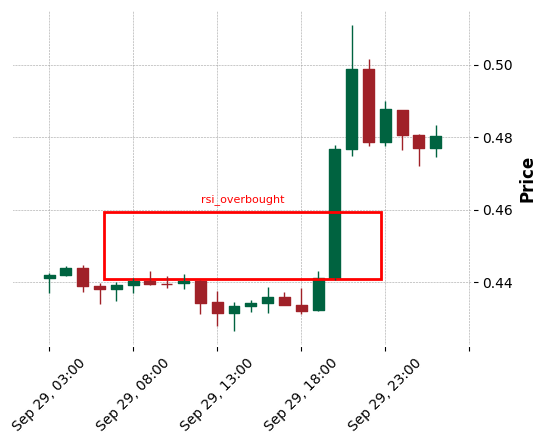 0.50
0.48
Price
rsi_overbought
0.46
0.44
Sep 29, 03:00
Sep 29, 08:00
Sep 29, 13:00
Sep 29, 18:00
Sep 29, 23:00